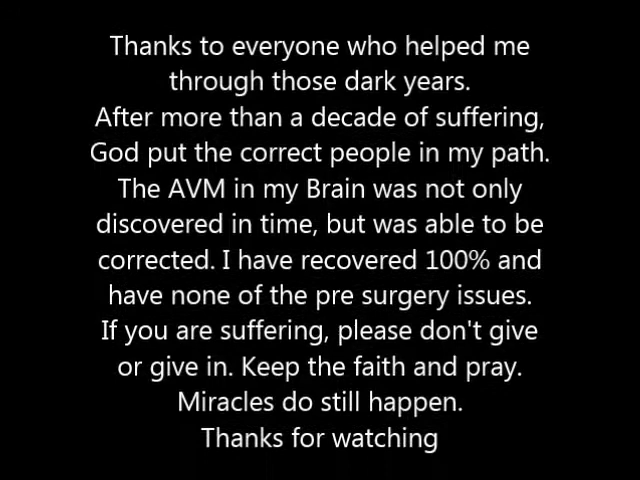 Thanks to everyone who helped me
through those dark years.
After more than a decade of suffering,
God put the correct people in my path.
The AVM in my Brain was not only
discovered in time, but was able to be
corrected. I have recovered 100% and
have none of the pre surgery issues.
If you are suffering, please don't give
or give in. Keep the faith and pray.
Miracles do still happen.
Thanks for watching